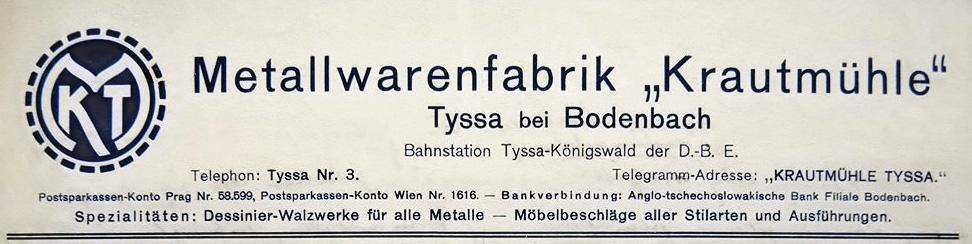 MKT
Metallwarenfabrik „Krautmühle“
Tyssa bei Bodenbach
Bahnstation Tyssa-Königswald der D.-B. E.
Telephon: Tyssa Nr. 3. Telegramm-Adresse: „KRAUTMÜHLE TYSSA.“
Postsparkassen-Konto Prag Nr. 58.599, Postsparkassen-Konto Wien Nr. 1616. — Bankverbindung: Anglo-tschechoslowakische Bank Filiale Bodenbach.
Spezialitäten: Dessinier-Walzwerke für alle Metalle — Möbelbeschläge aller Stilarten und Ausführungen.